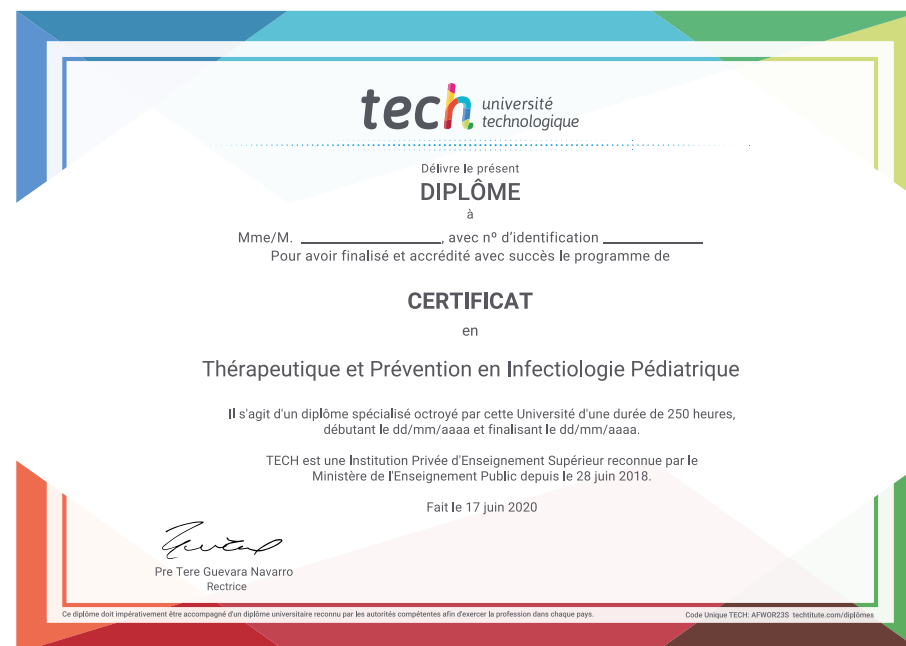 tech université
technologique
Délivre le présent
DIPLÔME
à
Mme/M. ____________________, avec nº d'identification ______________
Pour avoir finalisé et accrédité avec succès le programme de
CERTIFICAT
en
Thérapeutique et Prévention en Infectiologie Pédiatrique
Il s'agit d'un diplôme spécialisé octroyé par cette Université d'une durée de 250 heures,
débutant le dd/mm/aaaa et finalisant le dd/mm/aaaa.
TECH est une Institution Privée d'Enseignement Supérieur reconnue par le
Ministère de l'Enseignement Public depuis le 28 juin 2018.
Fait le 17 juin 2020
Pre Tere Guevara Navarro
Rectrice
Ce diplôme doit impérativement être accompagné d'un diplôme universitaire reconnu par les autorités compétentes afin d'exercer la profession dans chaque pays.
Code Unique TECH: AFWOR23S techtitute.com/diplômes